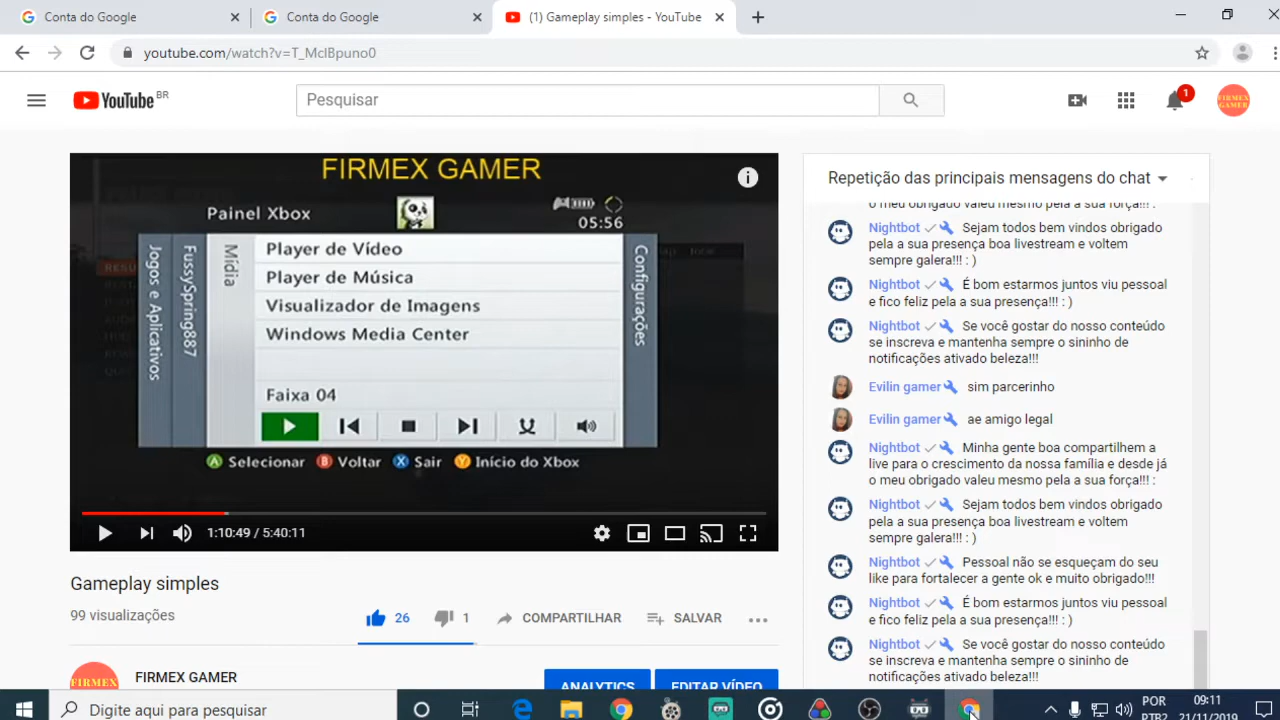 Conta do Google
Conta do Google
(1) Gameplay simples - YouTube
youtube.com/watch?v=T_McIBpuno0
YouTube BR
Pesquisar
1
FIRMEX GAMER
FIRMEX GAMER
Painel Xbox
05:56
Jogos e Aplicativos
FussySpring887
Mídia
Player de Vídeo
Player de Música
Visualizador de Imagens
Windows Media Center
Faixa 04
Configurações
A Selecionar B Voltar X Sair Y Início do Xbox
1:10:49 / 5:40:11
Gameplay simples
99 visualizações
26
1
COMPARTILHAR
SALVAR
FIRMEX
FIRMEX GAMER
ANALYTICS
EDITAR VÍDEO
Repetição das principais mensagens do chat
o meu obrigado valeu mesmo pela a sua força!!! :
Nightbot Sejam todos bem vindos obrigado
pela a sua presença boa livestream e voltem
sempre galera!!! : )
Nightbot É bom estarmos juntos viu pessoal
e fico feliz pela a sua presença!!! : )
Nightbot Se você gostar do nosso conteúdo
se inscreva e mantenha sempre o sininho de
notificações ativado beleza!!!
Evilin gamer sim parcerinho
Evilin gamer ae amigo legal
Nightbot Minha gente boa compartilhem a
live para o crescimento da nossa família e desde já
o meu obrigado valeu mesmo pela a sua força!!! :
Nightbot Sejam todos bem vindos obrigado
pela a sua presença boa livestream e voltem
sempre galera!!! : )
Nightbot Pessoal não se esqueçam do seu
like para fortalecer a gente ok e muito obrigado!!!
Nightbot É bom estarmos juntos viu pessoal
e fico feliz pela a sua presença!!! : )
Nightbot Se você gostar do nosso conteúdo
se inscreva e mantenha sempre o sininho de
notificações ativado beleza!!!
Digite aqui para pesquisar
POR
PTB2
09:11
21/11/2019